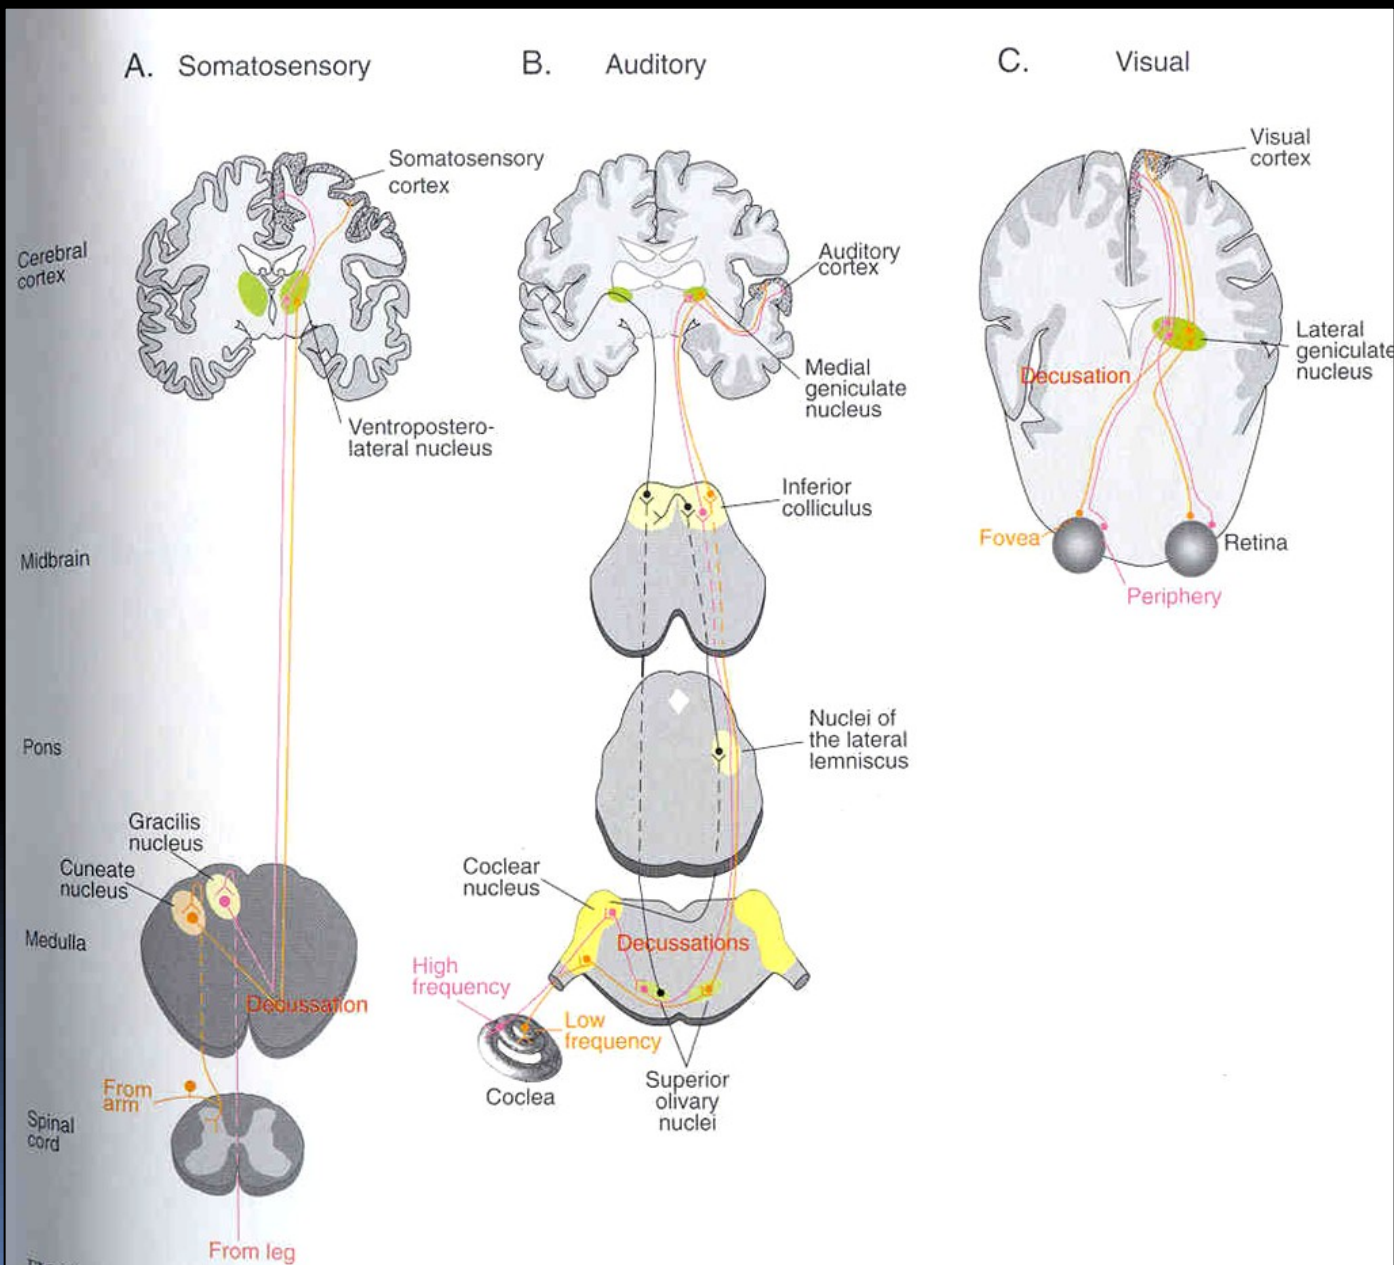 A. Somatosensory
Somatosensory
cortex
Cerebral
cortex
Ventropostero-
lateral nucleus
Midbrain
Pons
Gracilis
nucleus
Cuneate
nucleus
Medulla
Decussation
From
arm
Spinal
cord
From leg
B. Auditory
Auditory
cortex
Medial
geniculate
nucleus
Inferior
colliculus
Nuclei of
the lateral
lemniscus
Coclear
nucleus
Decussations
High
frequency
Low
frequency
Coclea
Superior
olivary
nuclei
C. Visual
Visual
cortex
Lateral
geniculate
nucleus
Decusation
Fovea
Retina
Periphery